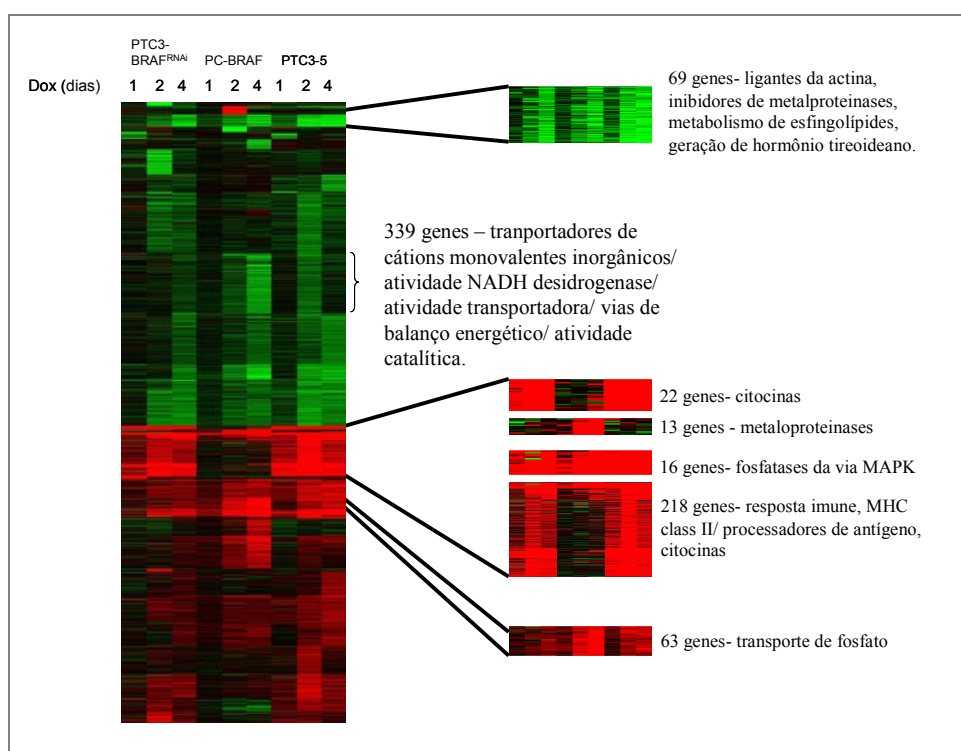 PTC3-
BRAFRNAi PC-BRAF PTC3-5
Dox (dias) 1 2 4 1 2 4 1 2 4
69 genes- ligantes da actina,
inibidores de metalproteinases,
metabolismo de esfingolípides,
geração de hormônio tireoideano.
339 genes – tranportadores de
cátions monovalentes inorgânicos/
atividade NADH desidrogenase/
atividade transportadora/ vias de
balanço energético/ atividade
catalítica.
22 genes- citocinas
13 genes - metaloproteinases
16 genes- fosfatases da via MAPK
218 genes- resposta imune, MHC
class II/ processadores de antígeno,
citocinas
63 genes- transporte de fosfato